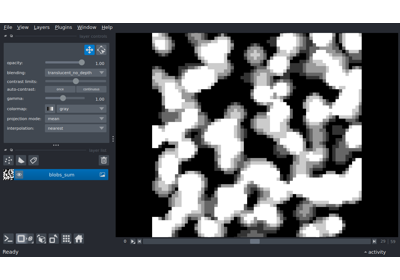 File View Layers Plugins Window Help
opacity: 1.00
blending: translucent_no_depth
contrast limits:
auto-contrast: once continuous
gamma: 1.00
colormap: gray
projection mode: mean
interpolation: nearest
blobs_sum
Ready
activity